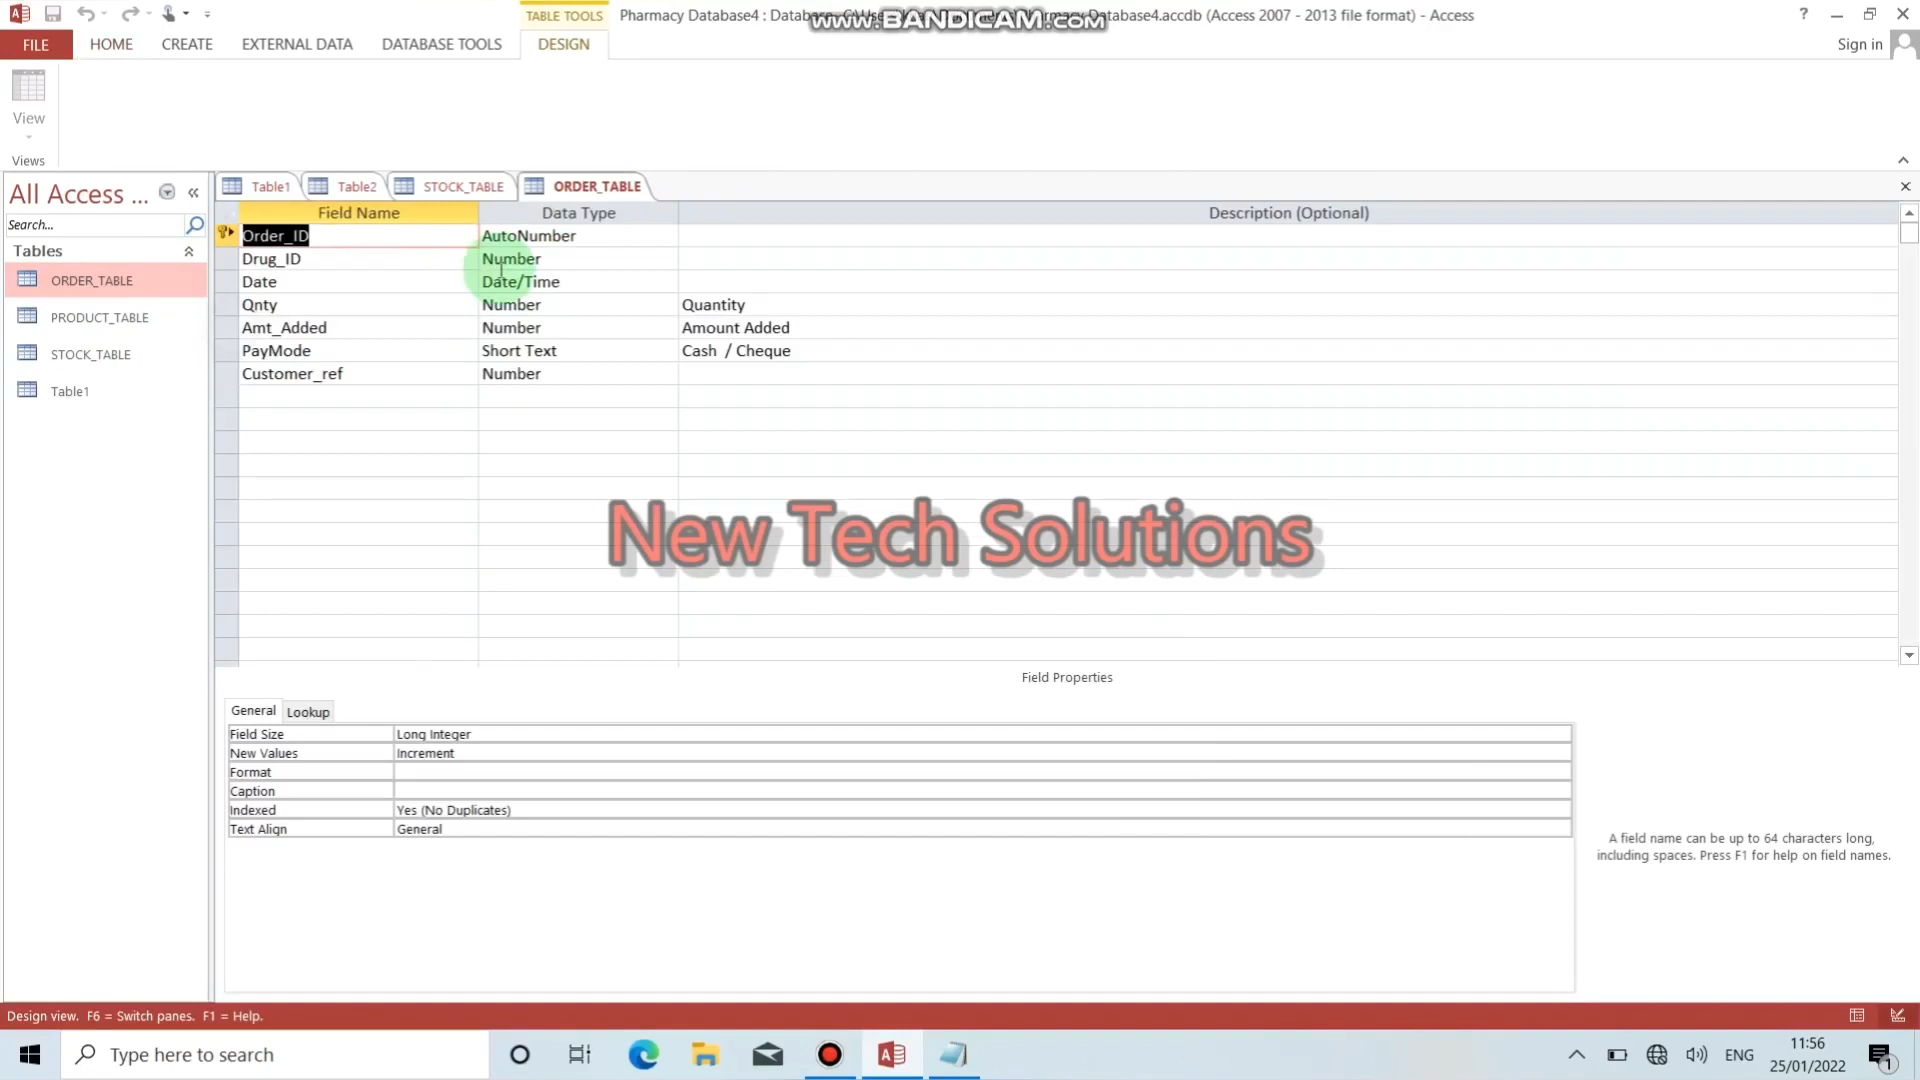 TABLE TOOLS
Pharmacy Database4 : Database- C:\Use Database4.accdb (Access 2007 - 2013 file format) - Access
www.BANDICAM.com
?
FILE
HOME
CREATE
EXTERNAL DATA
DATABASE TOOLS
DESIGN
Sign in
View
Views
All Access ...
Search...
Tables
ORDER_TABLE
PRODUCT_TABLE
STOCK_TABLE
Table1
Table1
Table2
STOCK_TABLE
ORDER_TABLE
Field Name
Data Type
Description (Optional)
Order_ID AutoNumber
Drug_ID Number
Date Date/Time
Qnty Number Quantity
Amt_Added Number Amount Added
PayMode Short Text Cash / Cheque
Customer_ref Number
New Tech Solutions
Field Properties
General
Lookup
Field Size Long Integer
New Values Increment
Format
Caption
Indexed Yes (No Duplicates)
Text Align General
A field name can be up to 64 characters long,
including spaces. Press F1 for help on field names.
Design view. F6 = Switch panes. F1 = Help.
Type here to search
ENG
11:56
25/01/2022
1